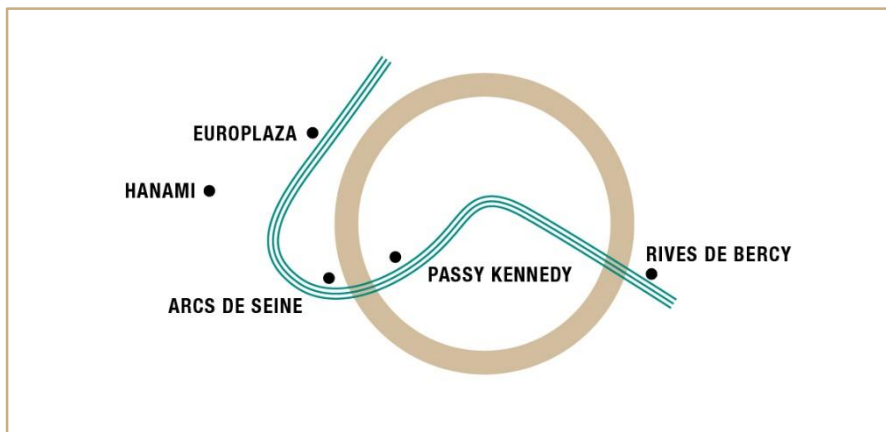 EUROPLAZA
HANAMI
RIVES DE BERCY
PASSY KENNEDY
ARCS DE SEINE